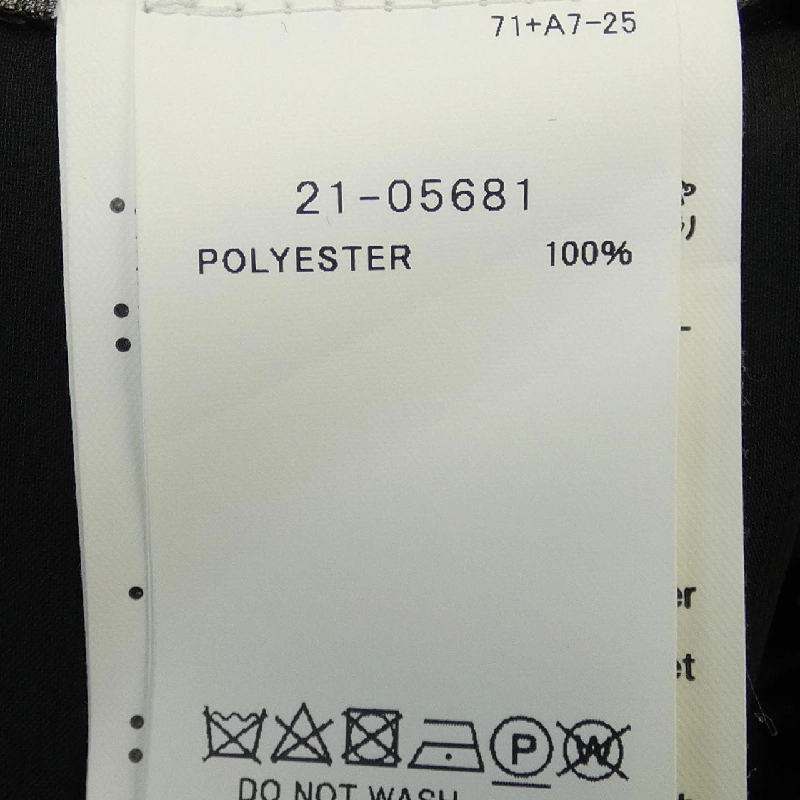 71+A7-25
21-05681
POLYESTER 100%
P W
DO NOT WASH